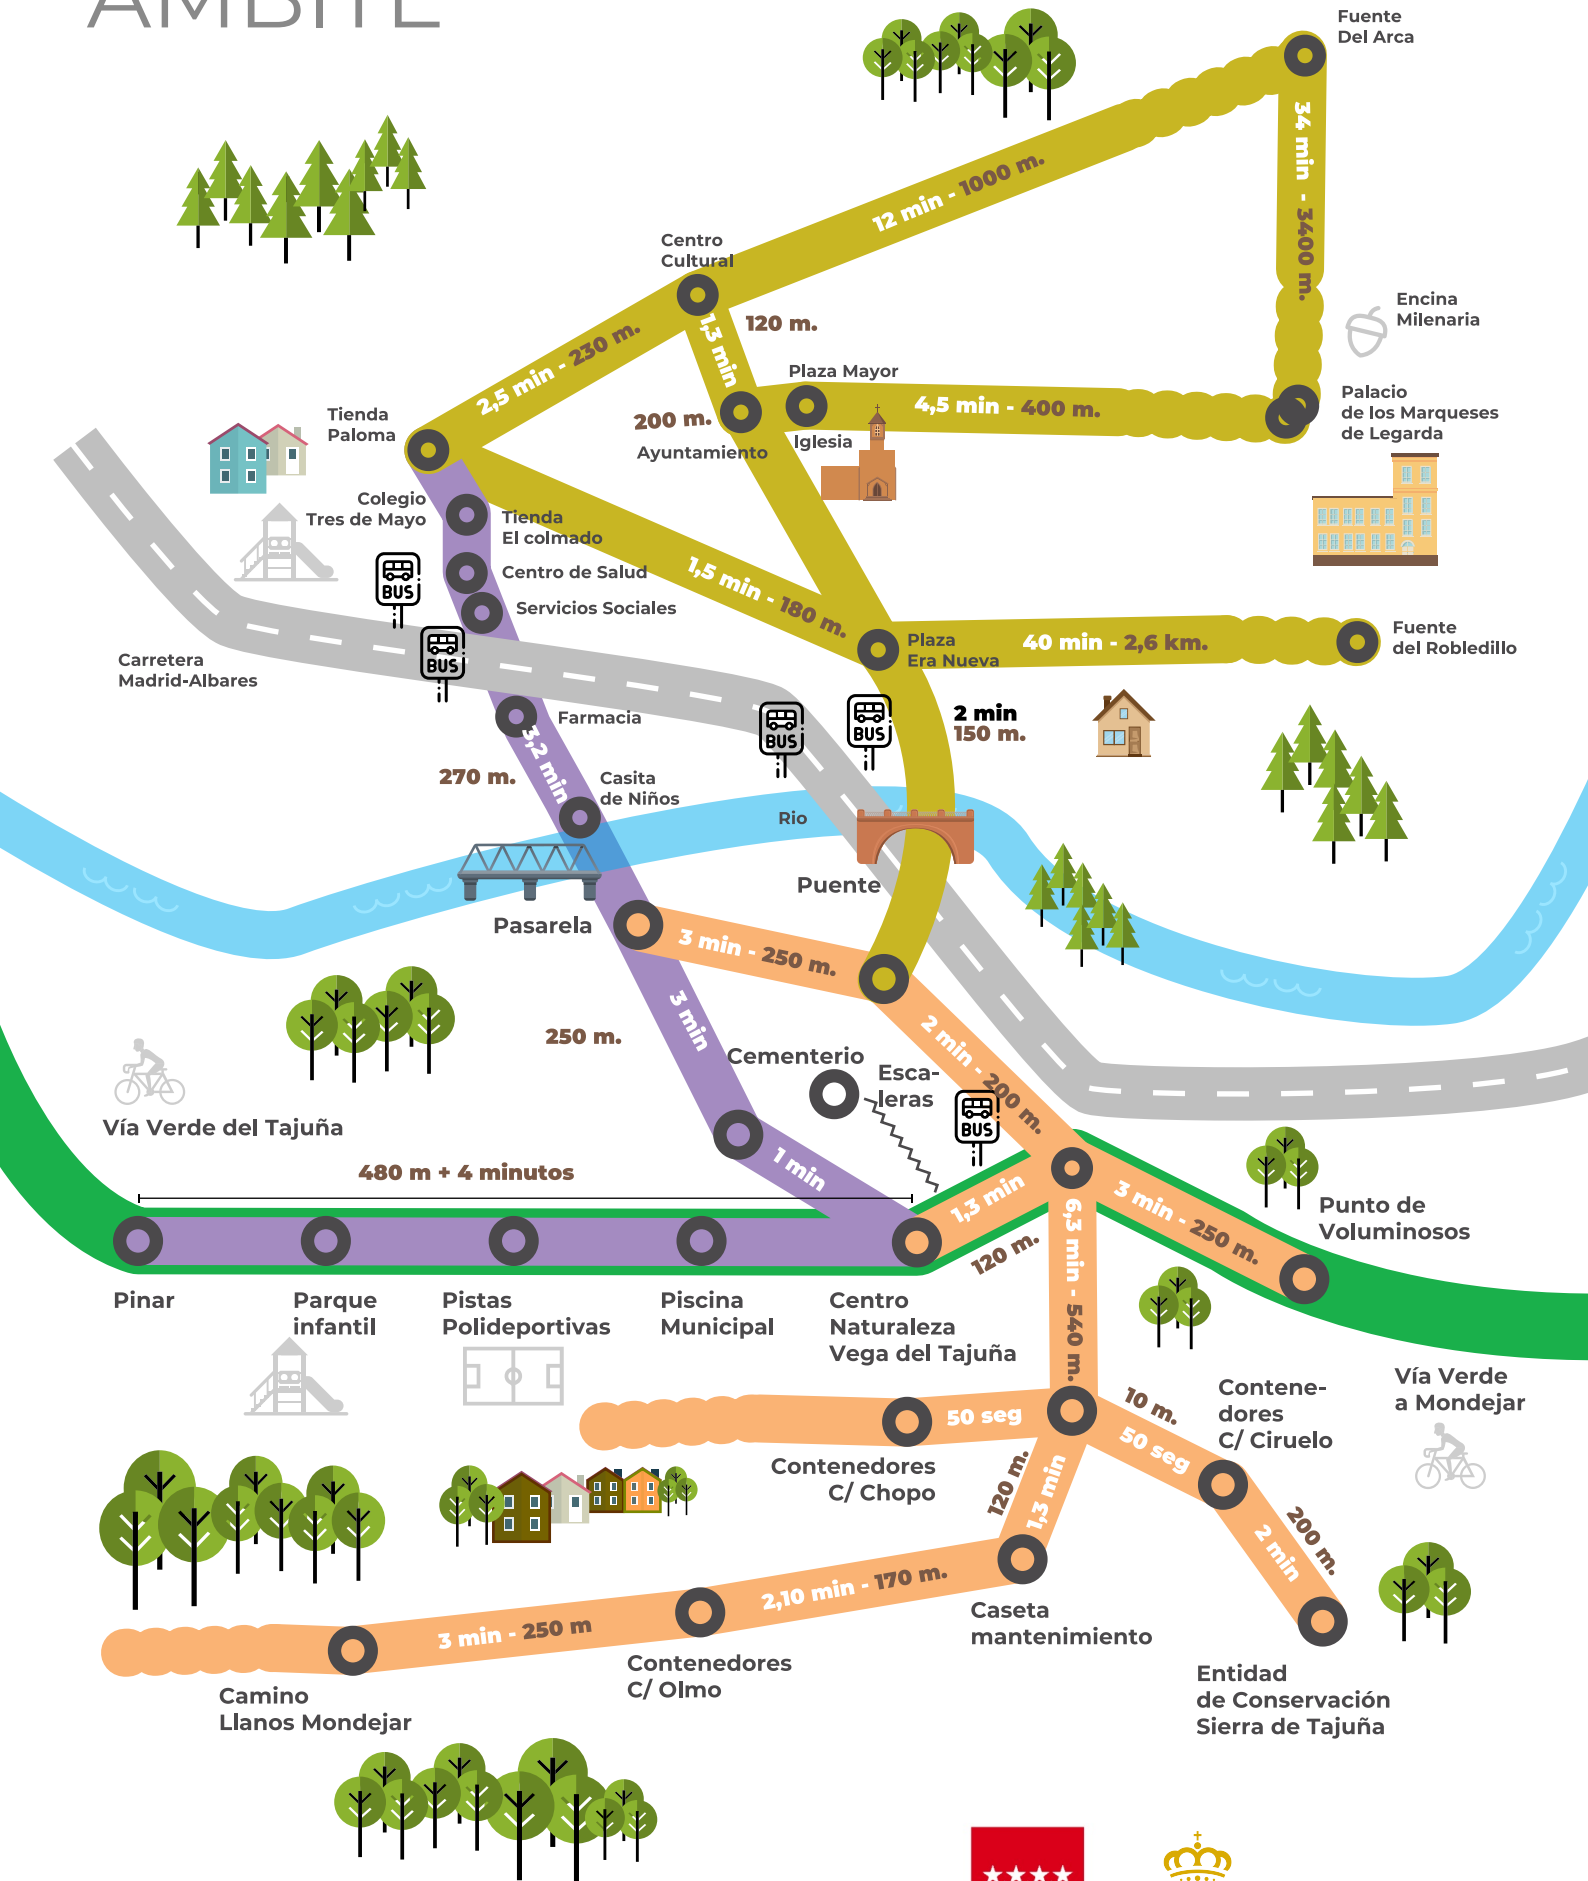 AMBITE
Fuente
Del Arca
34 min - 3400 m.
12 min - 1000 m.
Centro
Cultural
120 m.
1,3 min
2,5 min - 230 m.
Encina
Milenaria
Plaza Mayor
4,5 min - 400 m.
Palacio
de los Marqueses
de Legarda
Tienda
Paloma
200 m.
Ayuntamiento
Iglesia
Colegio
Tres de Mayo
Tienda
El colmado
Centro de Salud
Servicios Sociales
1,5 min - 180 m.
BUS
BUS
Carretera
Madrid-Albares
Plaza
Era Nueva
40 min - 2,6 km.
Fuente
del Robledillo
Farmacia
BUS
BUS
2 min
150 m.
3,2 min
270 m.
Casita
de Niños
Rio
Puente
Pasarela
3 min - 250 m.
3 min
250 m.
2 min - 200 m.
Cementerio
Esca-
leras
BUS
Vía Verde del Tajuña
480 m + 4 minutos
1 min
1,3 min
120 m.
3 min - 250 m.
Punto de
Voluminosos
6,3 min - 540 m.
Pinar
Parque
infantil
Pistas
Polideportivas
Piscina
Municipal
Centro
Naturaleza
Vega del Tajuña
Vía Verde
a Mondejar
50 seg
10 m.
50 seg
Contene-
dores
C/ Ciruelo
Contenedores
C/ Chopo
120 m.
1,3 min
200 m.
2 min
2,10 min - 170 m.
3 min - 250 m
Caseta
mantenimiento
Contenedores
C/ Olmo
Camino
Llanos Mondejar
Entidad
de Conservación
Sierra de Tajuña